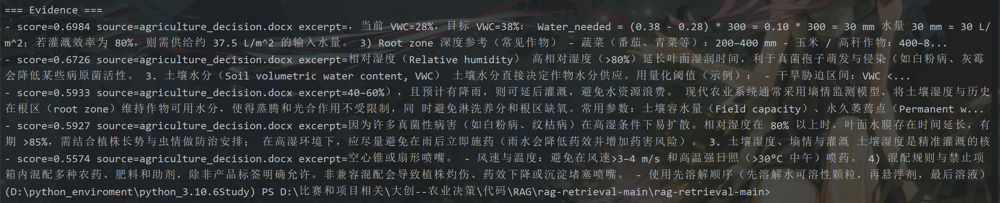 === Evidence ===
- score=0.6984 source=agriculture_decision.docx excerpt=，当前 VWC=28%，目标 VWC=38%： Water_needed = (0.38 - 0.28) * 300 = 0.10 * 300 = 30 mm 水量 30 mm ≈ 30 L/
m^2；若灌溉效率为 80%，则需供给约 37.5 L/m^2 的输入水量。 3) Root zone 深度参考（常见作物） - 蔬菜（番茄、青菜等）：200–400 mm - 玉米 / 高秆作物：400–8...
- score=0.6726 source=agriculture_decision.docx excerpt=相对湿度（Relative humidity） 高相对湿度（>80%）延长叶面湿润时间，利于真菌孢子萌发与侵染（如白粉病、灰霉
会降低某些病原菌活性。 3. 土壤水分（Soil volumetric water content, VWC） 土壤水分直接决定作物水分供应。用量化阈值（示例）： - 干旱胁迫区间：VWC <...
- score=0.5933 source=agriculture_decision.docx excerpt=40–60%），且预计有降雨，则可延后灌溉，避免水资源浪费。 现代农业系统通常采用墒情监测模型，将土壤湿度与历史
在根区（root zone）维持作物可用水分，使得蒸腾和光合作用不受限制，同 时避免淋洗养分和根区缺氧。常用参数：土壤容水量（Field capacity）、永久萎蔫点（Permanent w...
- score=0.5927 source=agriculture_decision.docx excerpt=因为许多真菌性病害（如白粉病、纹枯病）在高湿条件下易扩散。相对湿度在 80% 以上时，叶面水膜存在时间延长，有
期 >85%，需结合植株长势与虫情做防治安排； 在高湿环境下，应尽量避免在雨后立即施药（雨水会降低药效并增加药害风险）。 3. 土壤湿度、墒情与灌溉 土壤湿度是精准灌溉的核
- score=0.5574 source=agriculture_decision.docx excerpt=空心锥或扇形喷嘴。 - 风速与温度：避免在风速>3–4 m/s 和高温强日照（>30°C 中午）喷药。 4) 混配规则与禁止项
箱内混配多种农药、肥料和助剂，除非产品标签明确允许。非兼容混配会导致植株灼伤、药效下降或沉淀堵塞喷嘴。 - 使用先溶解顺序（先溶解水可溶性颗粒，再悬浮剂，最后溶液）
(D:\python_enviroment\python_3.10.6Study) PS D:\比赛和项目相关\大创--农业决策\代码\RAG\rag-retrieval-main\rag-retrieval-main>